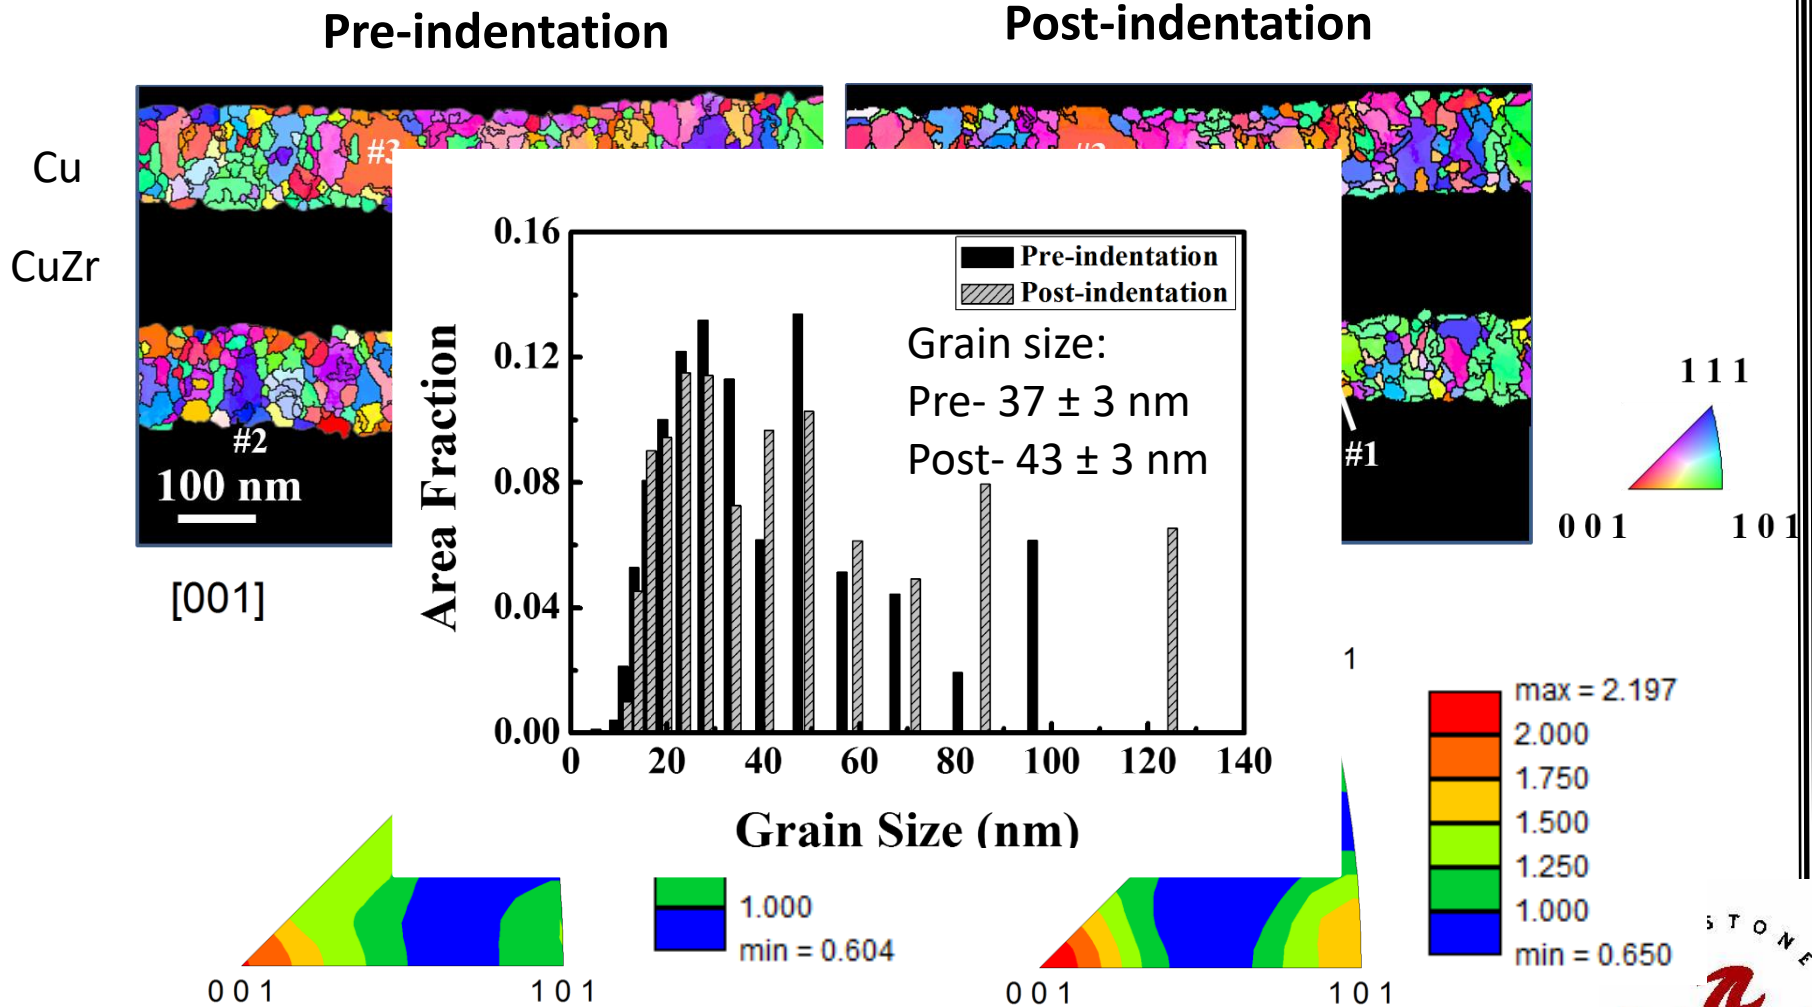 Pre-indentation
Post-indentation
Cu
CuZr
#3
#2
100 nm
#1
[001]
0.16
0.12
0.08
0.04
0.00
Area Fraction
Pre-indentation
Post-indentation
Grain size:
Pre- 37 ± 3 nm
Post- 43 ± 3 nm
0 20 40 60 80 100 120 140
Grain Size (nm)
1 1 1
0 0 1 1 0 1
1
max = 2.197
2.000
1.750
1.500
1.250
1.000
min = 0.650
1.000
min = 0.604
0 0 1 1 0 1
0 0 1 1 0 1
STONE